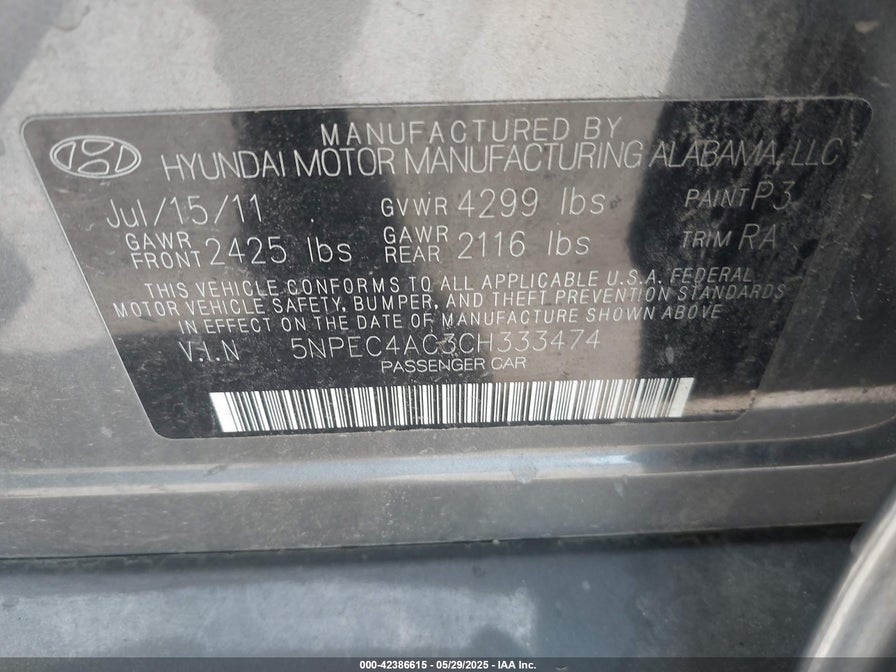 MANUFACTURED BY
HYUNDAI MOTOR MANUFACTURING ALABAMA, LLC
Jul/15/11 GVWR 4299 lbs PAINT P3
GAWR FRONT 2425 lbs GAWR REAR 2116 lbs TRIM RA
THIS VEHICLE CONFORMS TO ALL APPLICABLE U.S.A. FEDERAL
MOTOR VEHICLE SAFETY, BUMPER, AND THEFT PREVENTION STANDARDS
IN EFFECT ON THE DATE OF MANUFACTURE SHOWN ABOVE
V.I.N 5NPEC4AC3CH333474
PASSENGER CAR
000-42386615 - 05/29/2025 - IAA Inc.